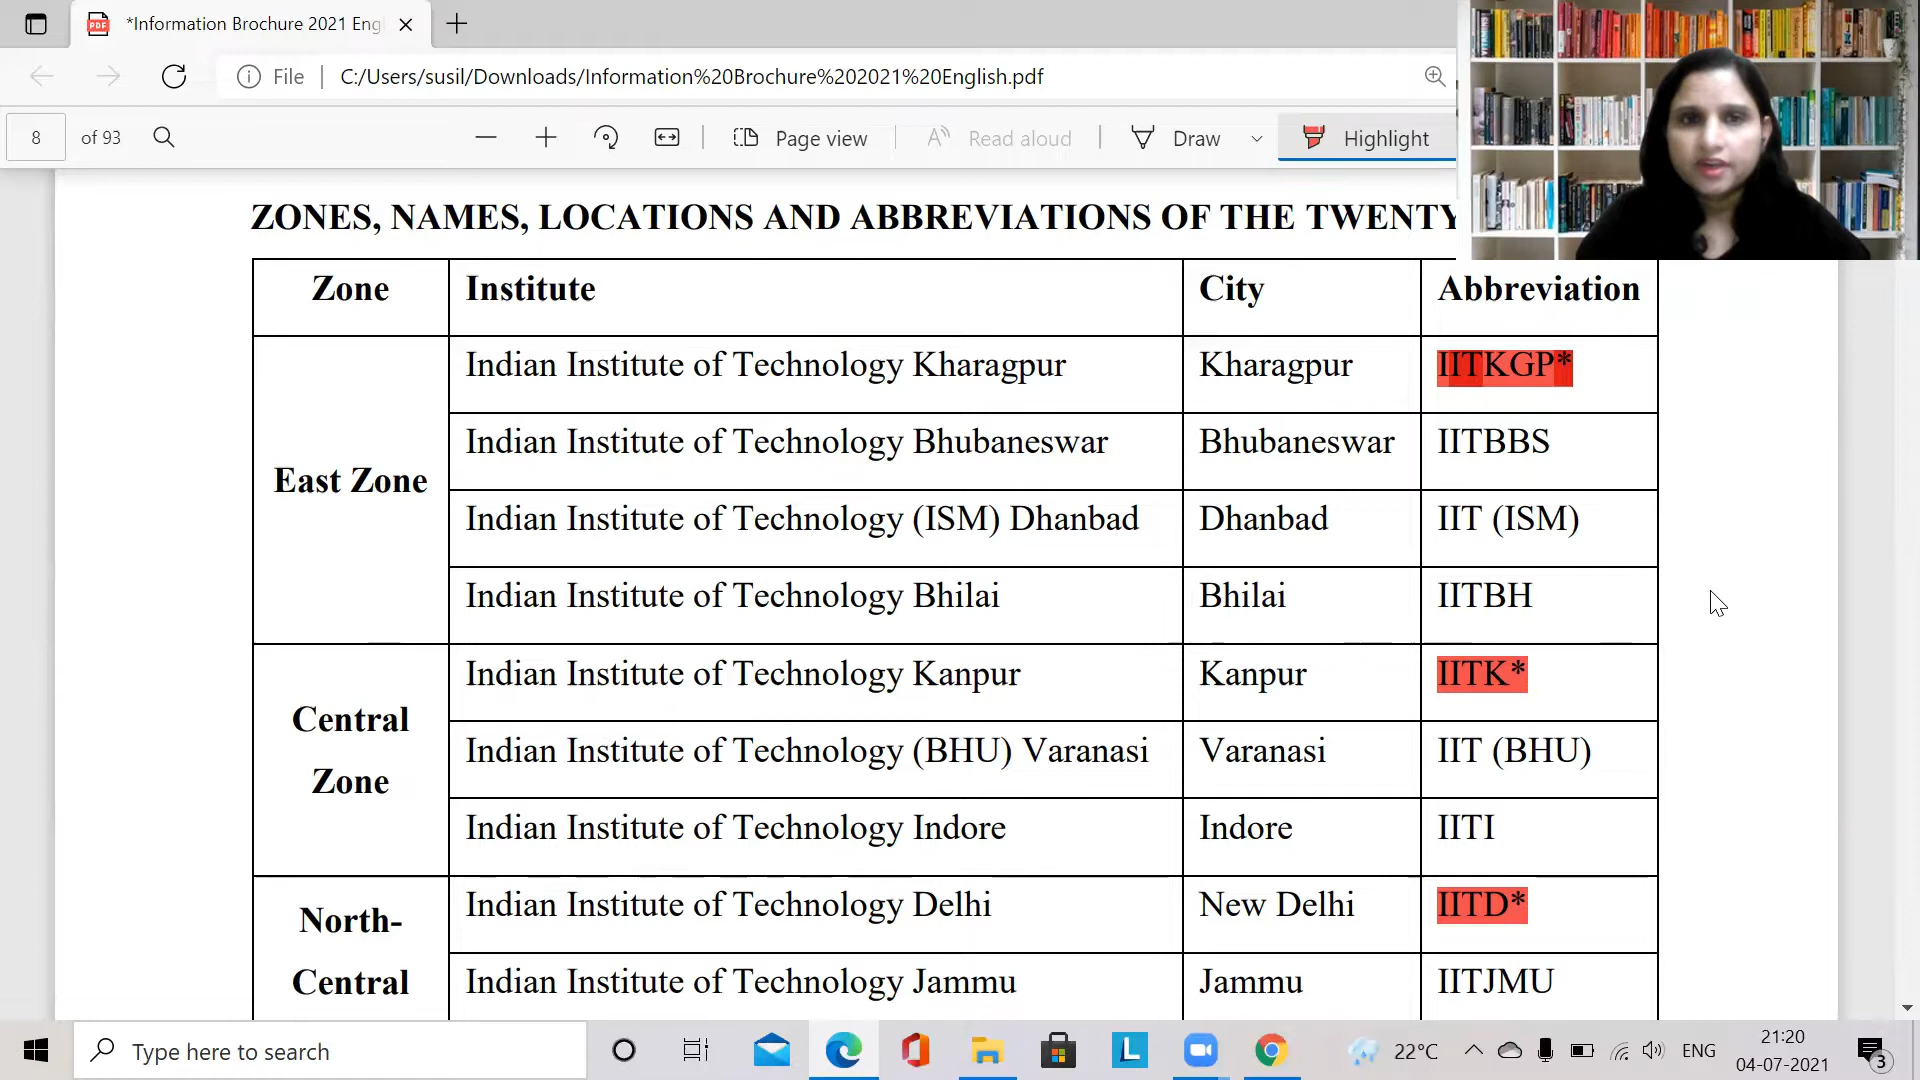 *Information Brochure 2021 Eng
File
C:/Users/susil/Downloads/Information%20Brochure%202021%20English.pdf
8 of 93
Page view
Read aloud
Draw
Highlight
ZONES, NAMES, LOCATIONS AND ABBREVIATIONS OF THE TWENTY
Zone Institute City Abbreviation
East Zone
Indian Institute of Technology Kharagpur Kharagpur IITKGP*
Indian Institute of Technology Bhubaneswar Bhubaneswar IITBBS
Indian Institute of Technology (ISM) Dhanbad Dhanbad IIT (ISM)
Indian Institute of Technology Bhilai Bhilai IITBH
Central
Zone
Indian Institute of Technology Kanpur Kanpur IITK*
Indian Institute of Technology (BHU) Varanasi Varanasi IIT (BHU)
Indian Institute of Technology Indore Indore IITI
North-
Central
Indian Institute of Technology Delhi New Delhi IITD*
Indian Institute of Technology Jammu Jammu IITJMU
Type here to search
22°C
ENG
21:20
04-07-2021
3